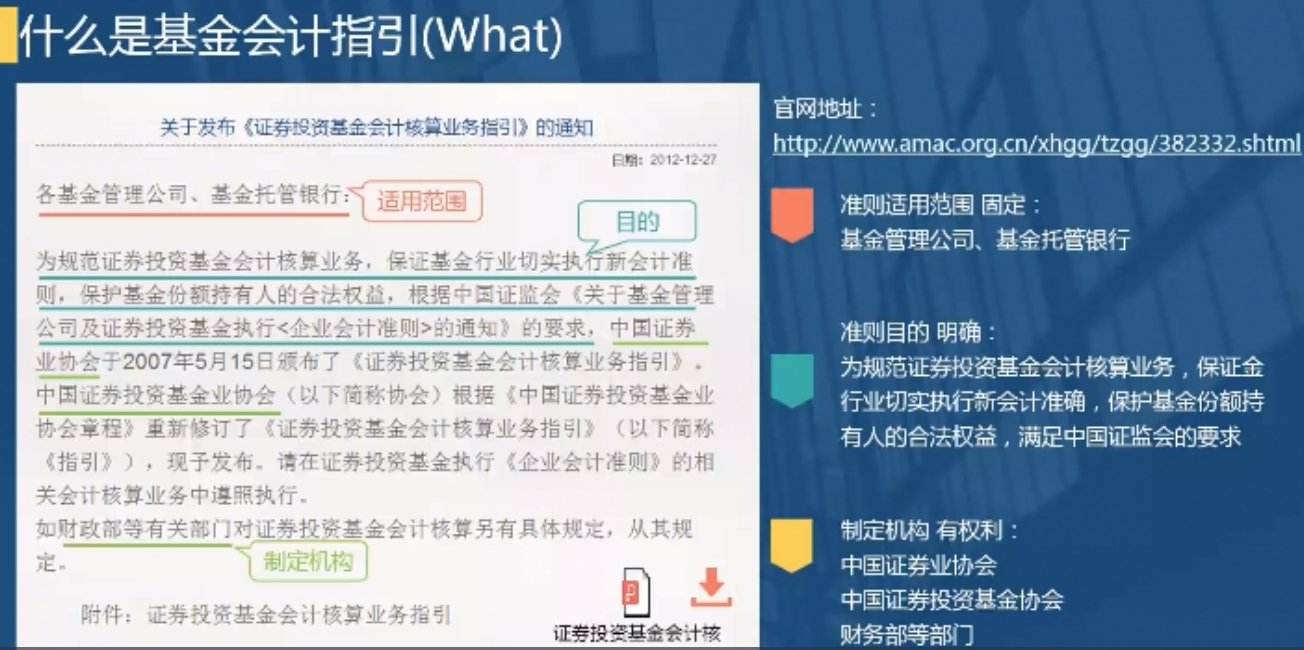 什么是基金会计指引(What)
关于发布《证券投资基金会计核算业务指引》的通知
日期：2012-12-27
各基金管理公司、基金托管银行：
适用范围
目的
为规范证券投资基金会计核算业务，保证基金行业切实执行新会计准
则，保护基金份额持有人的合法权益，根据中国证监会《关于基金管理
公司及证券投资基金执行<企业会计准则>的通知》的要求，中国证券
业协会于2007年5月15日颁布了《证券投资基金会计核算业务指引》。
中国证券投资基金业协会（以下简称协会）根据《中国证券投资基金业
协会章程》重新修订了《证券投资基金会计核算业务指引》（以下简称
《指引》），现予发布。请在证券投资基金执行《企业会计准则》的相
关会计核算业务中遵照执行。
如财政部等有关部门对证券投资基金会计核算另有具体规定，从其规
定。
制定机构
附件：证券投资基金会计核算业务指引
证券投资基金会计核
官网地址：
http://www.amac.org.cn/xhgg/tzgg/382332.shtml
准则适用范围 固定：
基金管理公司、基金托管银行
准则目的 明确：
为规范证券投资基金会计核算业务，保证金
行业切实执行新会计准确，保护基金份额持
有人的合法权益，满足中国证监会的要求
制定机构 有权利：
中国证券业协会
中国证券投资基金协会
财务部等部门